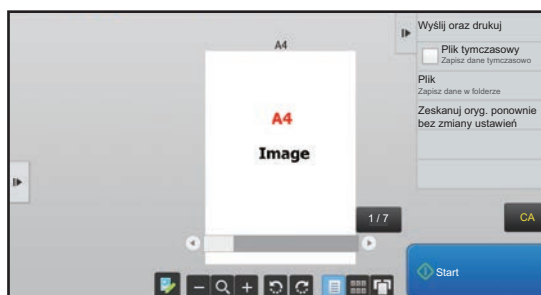 A4
A4
Image
1 / 7
Wyślij oraz drukuj
Plik tymczasowy
Zapisz dane tymczasowo
Plik
Zapisz dane w folderze
Zeskanuj oryg. ponownie
bez zmiany ustawień
CA
Start